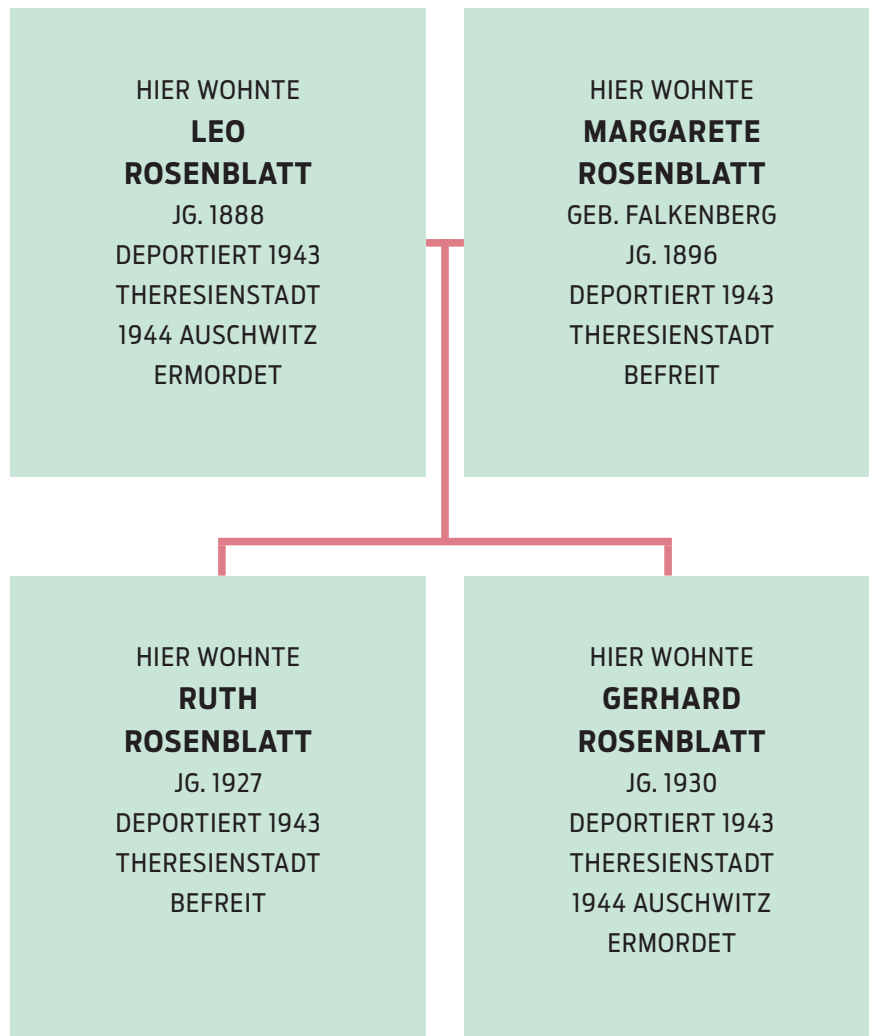 HIER WOHNTE
LEO
ROSENBLATT
JG. 1888
DEPORTIERT 1943
THERESIENSTADT
1944 AUSCHWITZ
ERMORDET
HIER WOHNTE
MARGARETE
ROSENBLATT
GEB. FALKENBERG
JG. 1896
DEPORTIERT 1943
THERESIENSTADT
BEFREIT
HIER WOHNTE
RUTH
ROSENBLATT
JG. 1927
DEPORTIERT 1943
THERESIENSTADT
BEFREIT
HIER WOHNTE
GERHARD
ROSENBLATT
JG. 1930
DEPORTIERT 1943
THERESIENSTADT
1944 AUSCHWITZ
ERMORDET